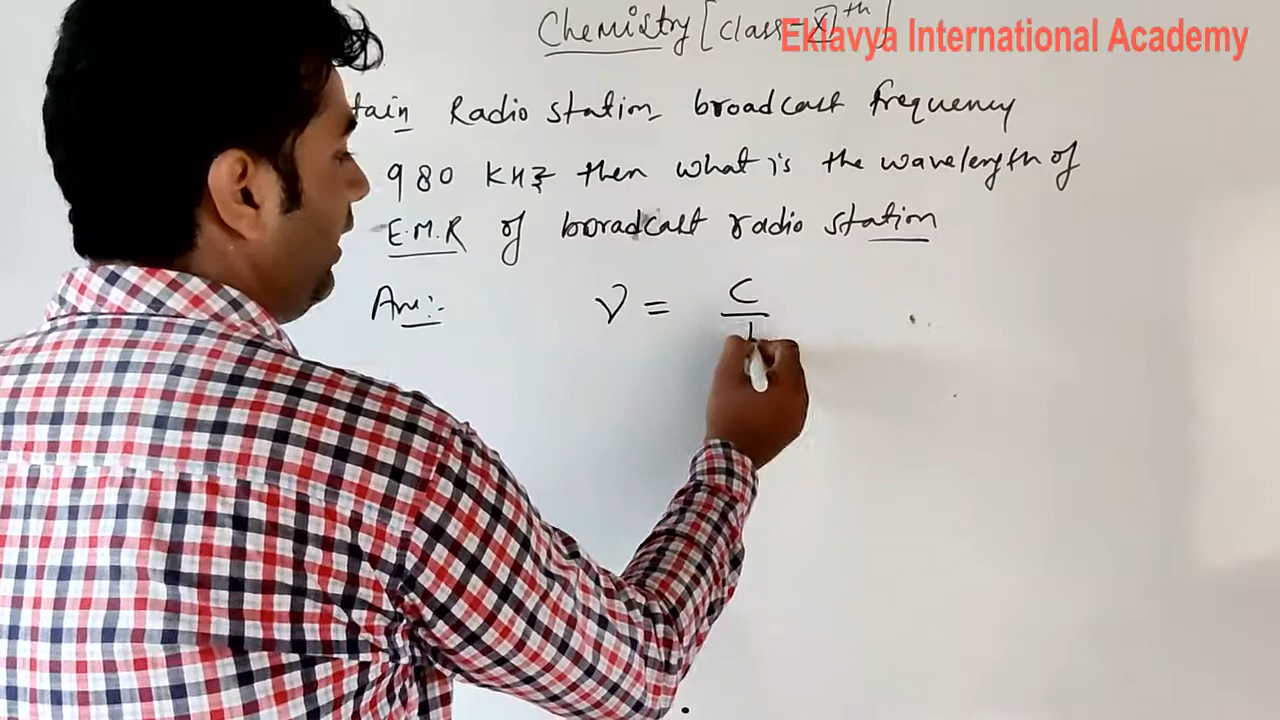 Chemistry [class - XI th]
Eklavya International Academy
tain Radio station broadcast frequency
980 KHz then what is the wavelength of
E.M.R of boradcast radio station
Ans:-
ν = C